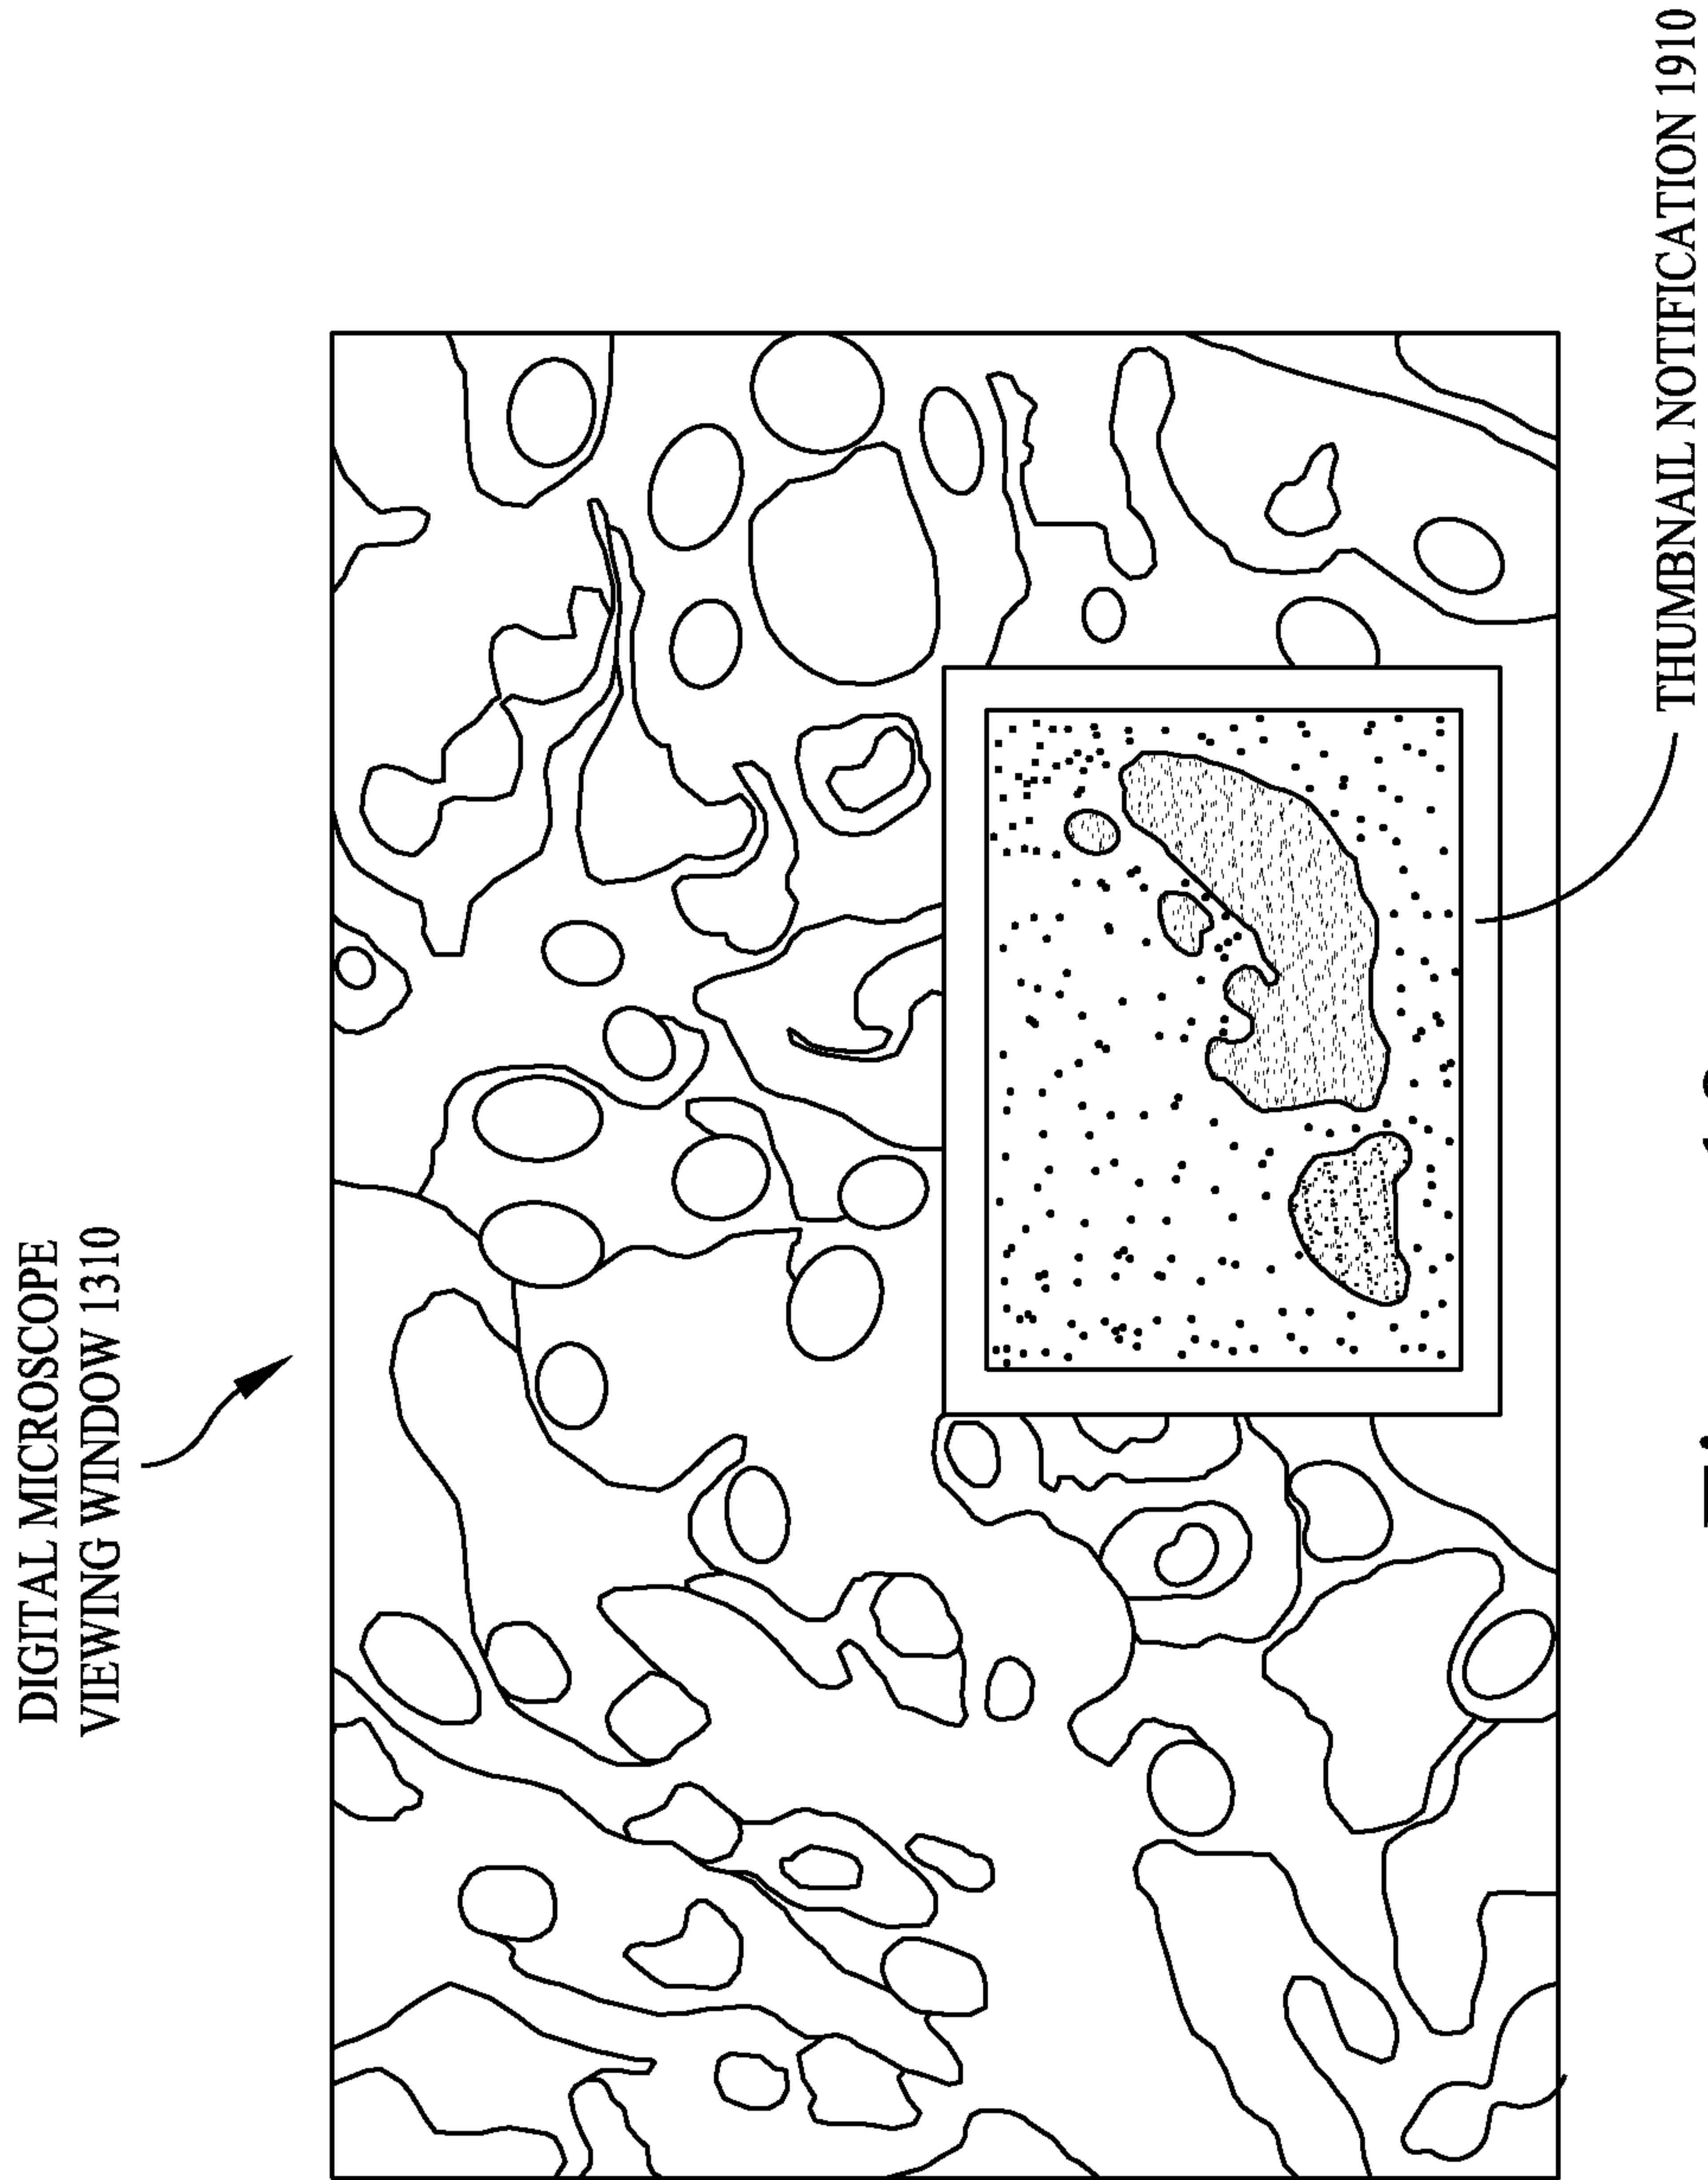 DIGITAL MICROSCOPE
VIEWING WINDOW 1310
THUMBNAIL NOTIFICATION 1910